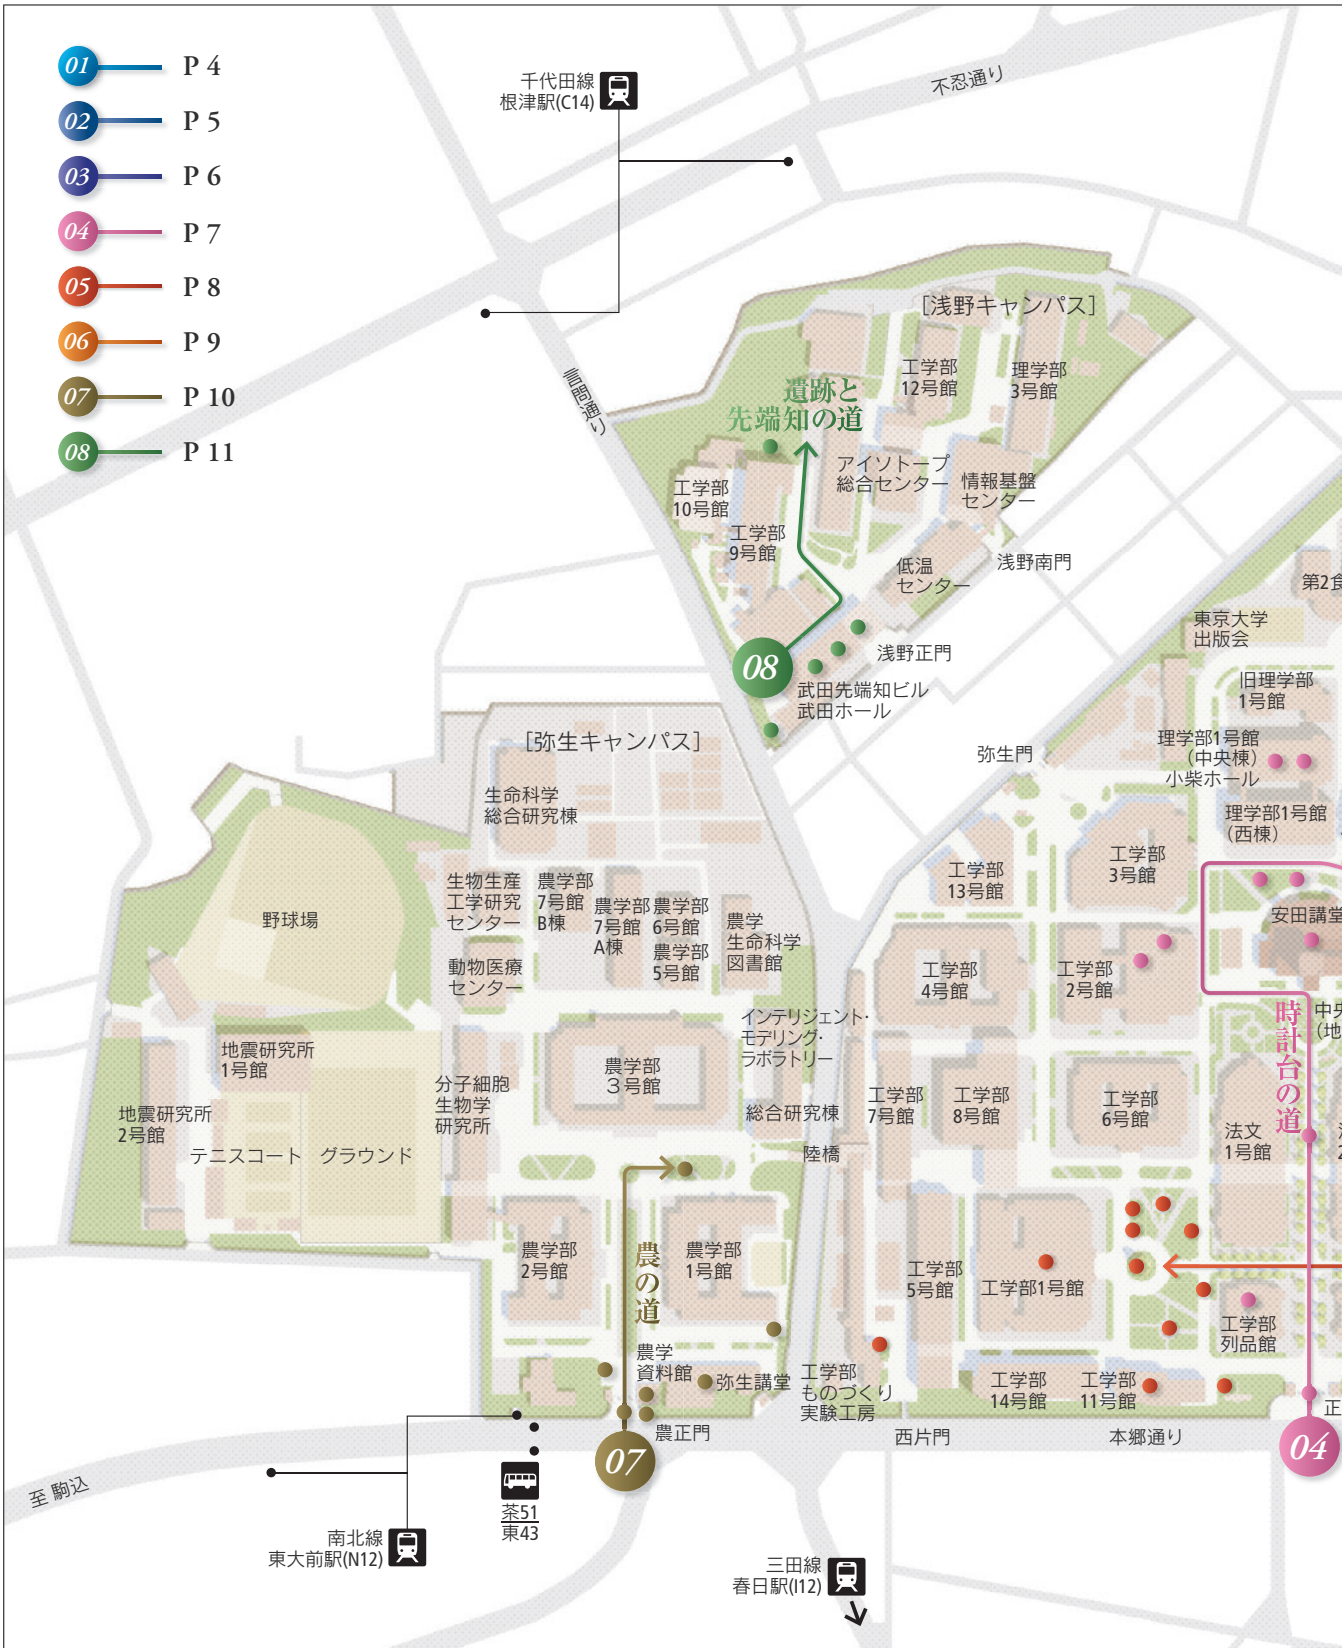 01 P 4
02 P 5
03 P 6
04 P 7
05 P 8
06 P 9
07 P 10
08 P 11
千代田線
根津駅(C14)
不忍通り
言問通り
[浅野キャンパス]
工学部
12号館
理学部
3号館
遺跡と
先端知の道
アイソトープ
総合センター
情報基盤
センター
工学部
10号館
工学部
9号館
低温
センター
浅野南門
浅野正門
08
武田先端知ビル
武田ホール
第2食
東京大学
出版会
旧理学部
1号館
理学部1号館
(中央棟)
小柴ホール
理学部1号館
(西棟)
弥生門
[弥生キャンパス]
生命科学
総合研究棟
生物生産
工学研究
センター
農学部
7号館
B棟
農学部
7号館
A棟
農学部
6号館
農学部
5号館
農学
生命科学
図書館
動物医療
センター
野球場
工学部
13号館
工学部
3号館
安田講堂
工学部
4号館
工学部
2号館
時計台の道
中央
(地
インテリジェント・
モデリング・
ラボラトリー
地震研究所
1号館
地震研究所
2号館
分子細胞
生物学
研究所
農学部
3号館
総合研究棟
工学部
7号館
工学部
8号館
工学部
6号館
法文
1号館
テニスコート
グラウンド
陸橋
農学部
2号館
農の道
農学部
1号館
工学部
5号館
工学部1号館
工学部
列品館
農学
資料館
弥生講堂
工学部
ものづくり
実験工房
工学部
14号館
工学部
11号館
正
農正門
西片門
本郷通り
04
07
至 駒込
茶51
東43
南北線
東大前駅(N12)
三田線
春日駅(I12)